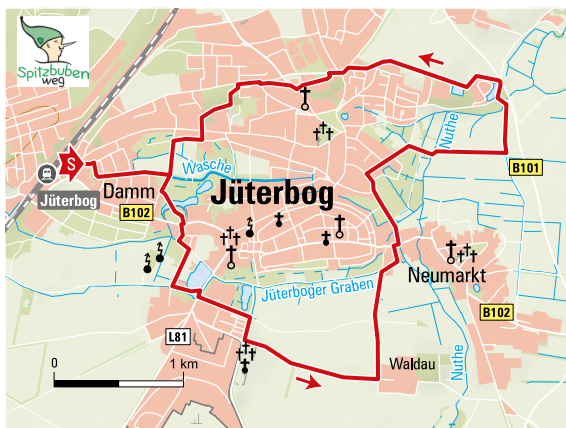 Spitzbuben
weg
S
Jüterbog
Damm
B102
Wasche
Jüterbog
Nuthe
B101
Neumarkt
Jüterboger Graben
B102
L81
0
1 km
Waldau
Nuthe